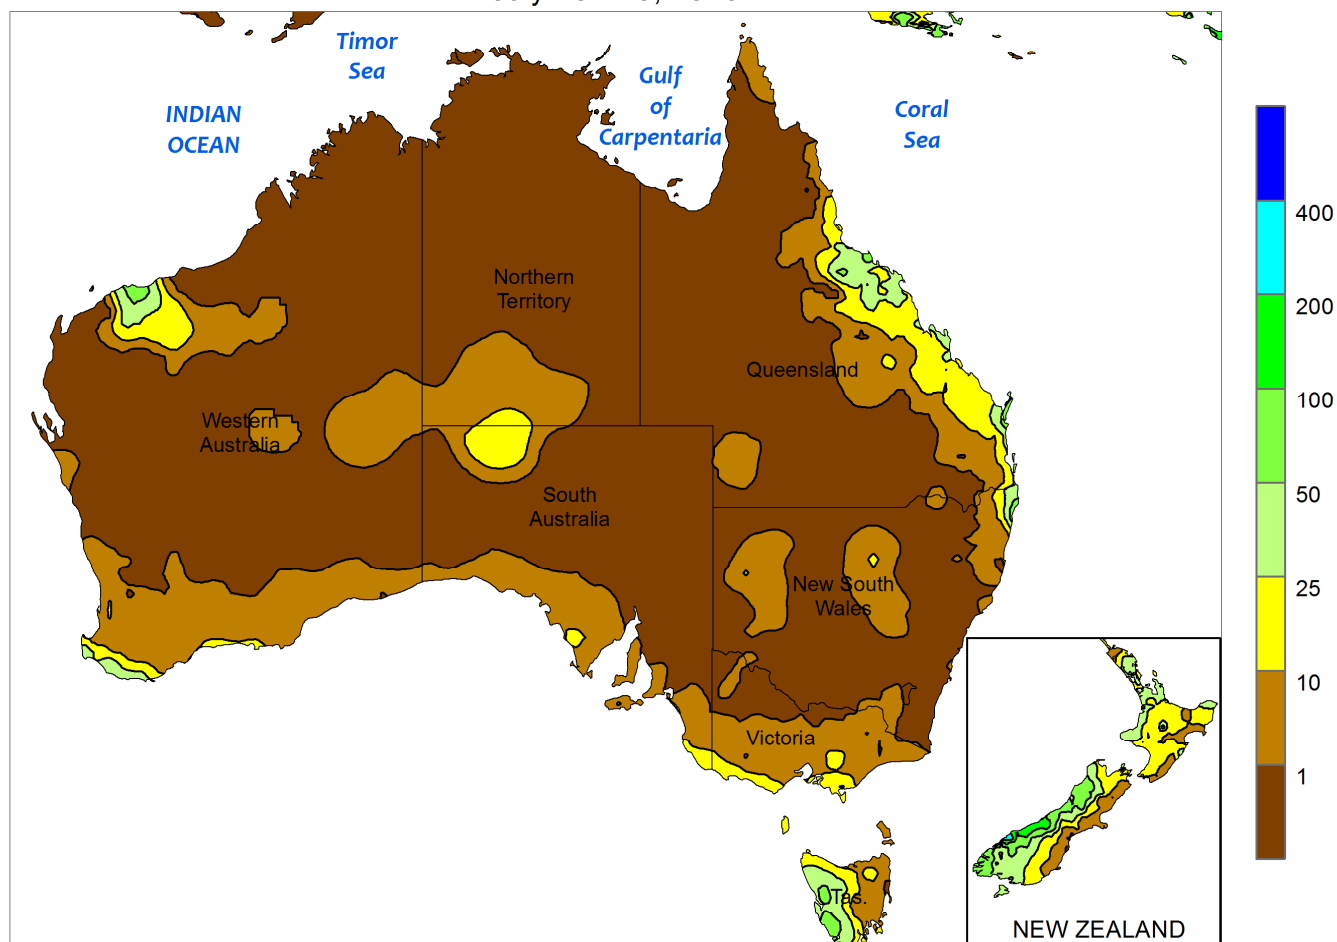 Timor
Sea
Gulf
of
Carpentaria
INDIAN
OCEAN
Coral
Sea
400
Northern
Territory
200
Queensland
100
Western
Australia
South
Australia
50
New South
Wales
25
10
Victoria
1
Tas.
NEW ZEALAND